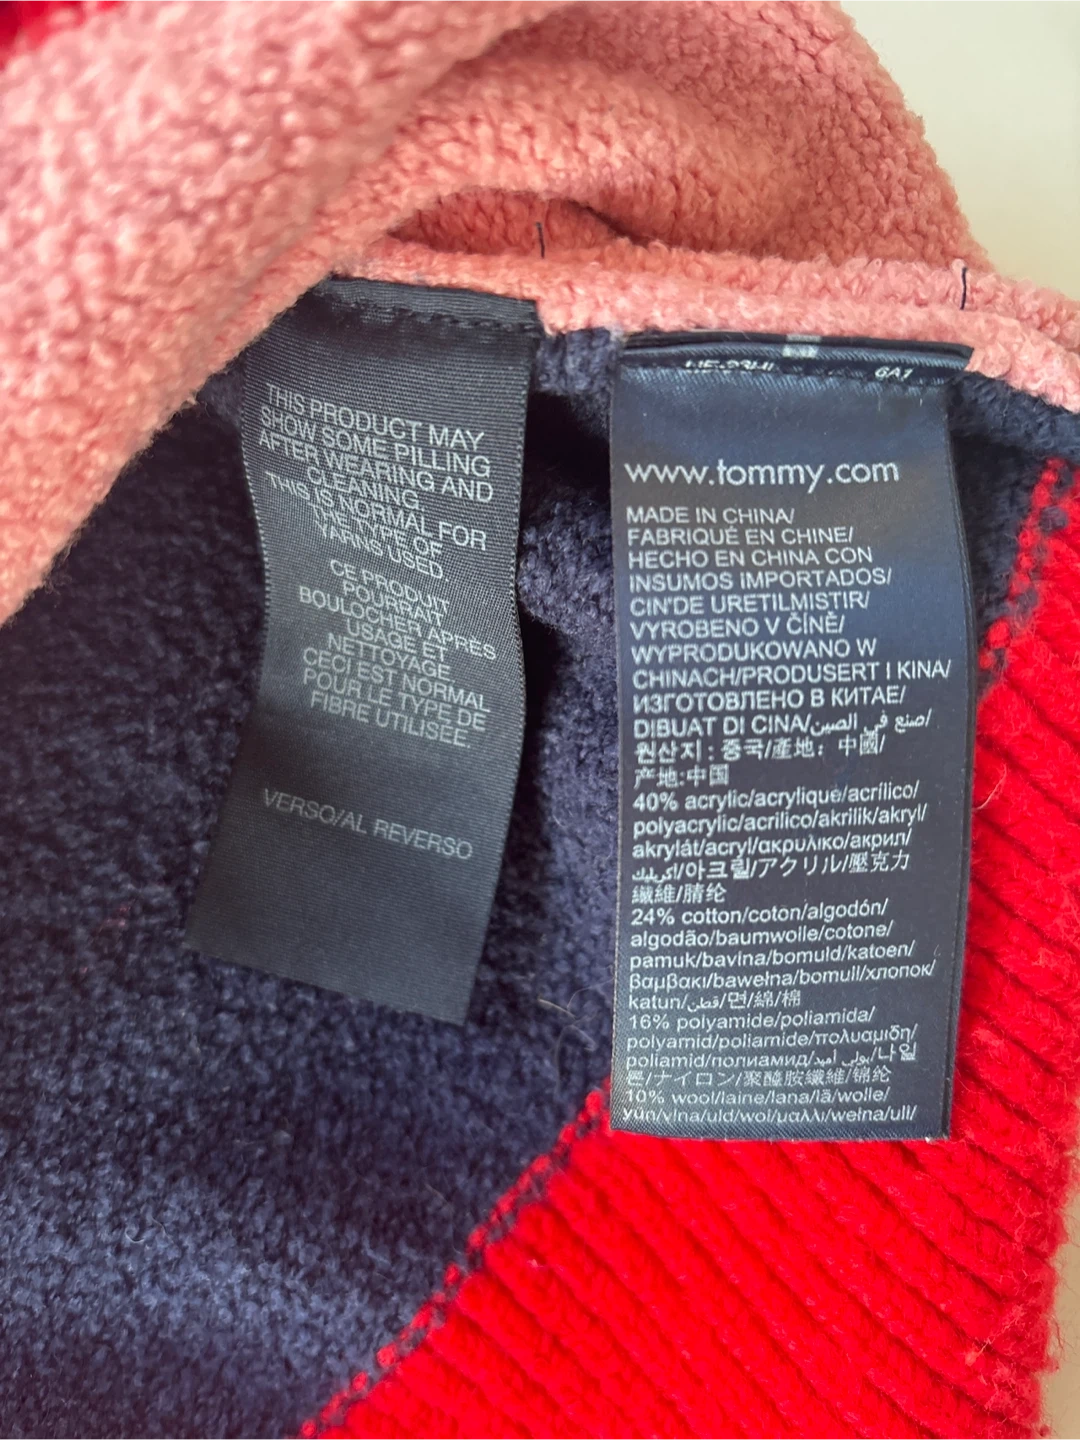 THIS PRODUCT MAY
SHOW SOME PILLING
AFTER WEARING AND
CLEANING.
THIS IS NORMAL FOR
THE TYPE OF
YARNS USED.
CE PRODUIT
POURRAIT
BOULOCHER APRÈS
USAGE ET
NETTOYAGE
CECI EST NORMAL
POUR LE TYPE DE
FIBRE UTILISÉE.
VERSO/AL REVERSO
6A1
www.tommy.com
MADE IN CHINA/
FABRIQUÉ EN CHINE/
HECHO EN CHINA CON
INSUMOS IMPORTADOS/
CIN'DE URETILMISTIR/
VYROBENO V ČÍNĚ/
WYPRODUKOWANO W
CHINACH/PRODUSERT I KINA/
ИЗГОТОВЛЕНО В КИТАЕ/
DIBUAT DI CINA/صنع في الصين/
원산지: 중국/產地: 中國/
产地:中国
40% acrylic/acrylique/acrílico/
polyacrylic/acrilico/akrilik/akryl/
akrylát/acryl/ακρυλικο/акрил/
اكريليك/아크릴/アクリル/壓克力
纖維/腈纶
24% cotton/coton/algodón/
algodão/baumwolle/cotone/
pamuk/bavlna/bomuld/katoen/
βαμβακι/bawełna/bomull/хлопок/
katun/قطن/면/綿/棉
16% polyamide/poliamida/
polyamid/poliamide/πολυαμιδη/
poliamid/полиамид/بولي اميد/나일
론/ナイロン/聚醯胺纖維/锦纶
10% wool/laine/lana/lã/wolle/
yün/vlna/uld/wol/μαλλι/wełna/ull/